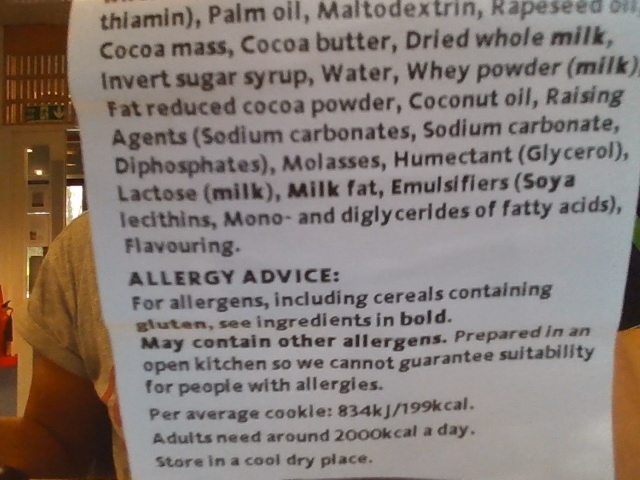 thiamin), Palm oil, Maltodextrin, Rapeseed oil,
Cocoa mass, Cocoa butter, Dried whole milk,
Invert sugar syrup, Water, Whey powder (milk),
Fat reduced cocoa powder, Coconut oil, Raising
Agents (Sodium carbonates, Sodium carbonate,
Diphosphates), Molasses, Humectant (Glycerol),
Lactose (milk), Milk fat, Emulsifiers (Soya
lecithins, Mono- and diglycerides of fatty acids),
Flavouring.
ALLERGY ADVICE:
For allergens, including cereals containing
gluten, see ingredients in bold.
May contain other allergens. Prepared in an
open kitchen so we cannot guarantee suitability
for people with allergies.
Per average cookie: 834kJ/199kcal.
Adults need around 2000kcal a day.
Store in a cool dry place.